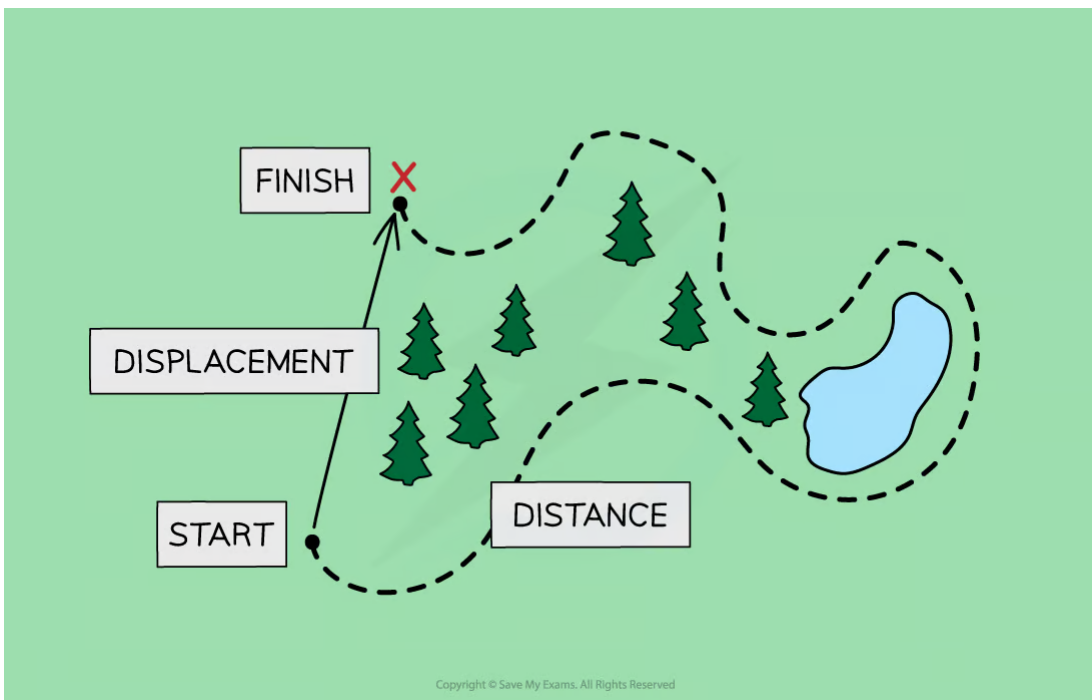 FINISH
DISPLACEMENT
START
DISTANCE
Copyright © Save My Exams. All Rights Reserved